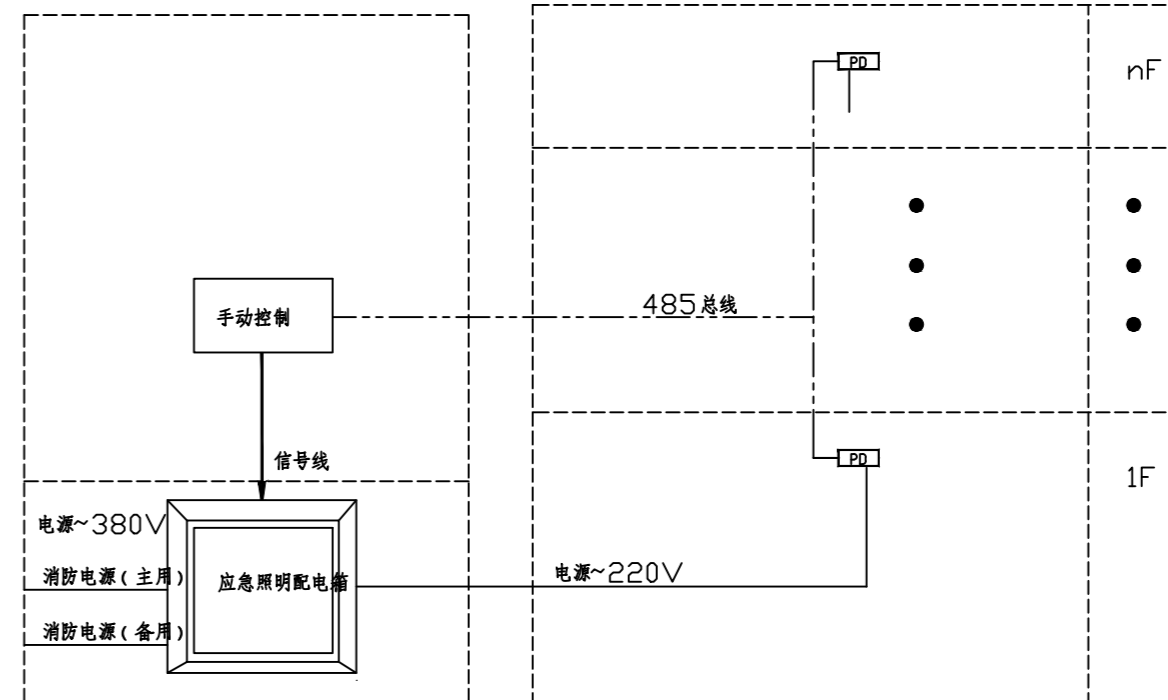 PD
nF
手动控制
485总线
信号线
PD
1F
电源~380V
消防电源(主用)
应急照明配电箱
电源~220V
消防电源(备用)